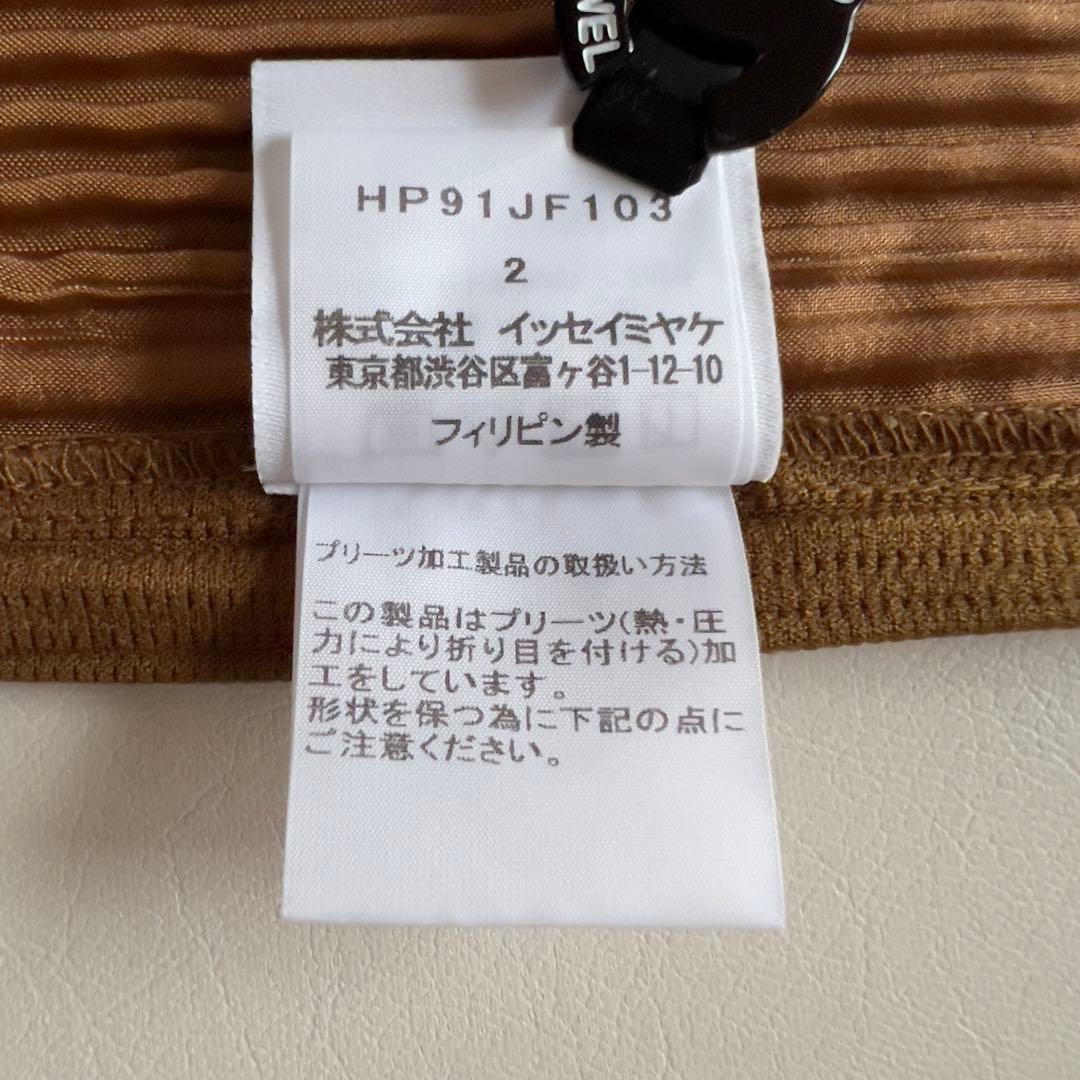 HP91JF103
2
株式会社 イッセイミヤケ
東京都渋谷区富ヶ谷1-12-10
フィリピン製
プリーツ加工製品の取扱い方法
この製品はプリーツ(熱・圧
力により折り目を付ける)加
工をしています。
形状を保つ為に下記の点に
ご注意ください。